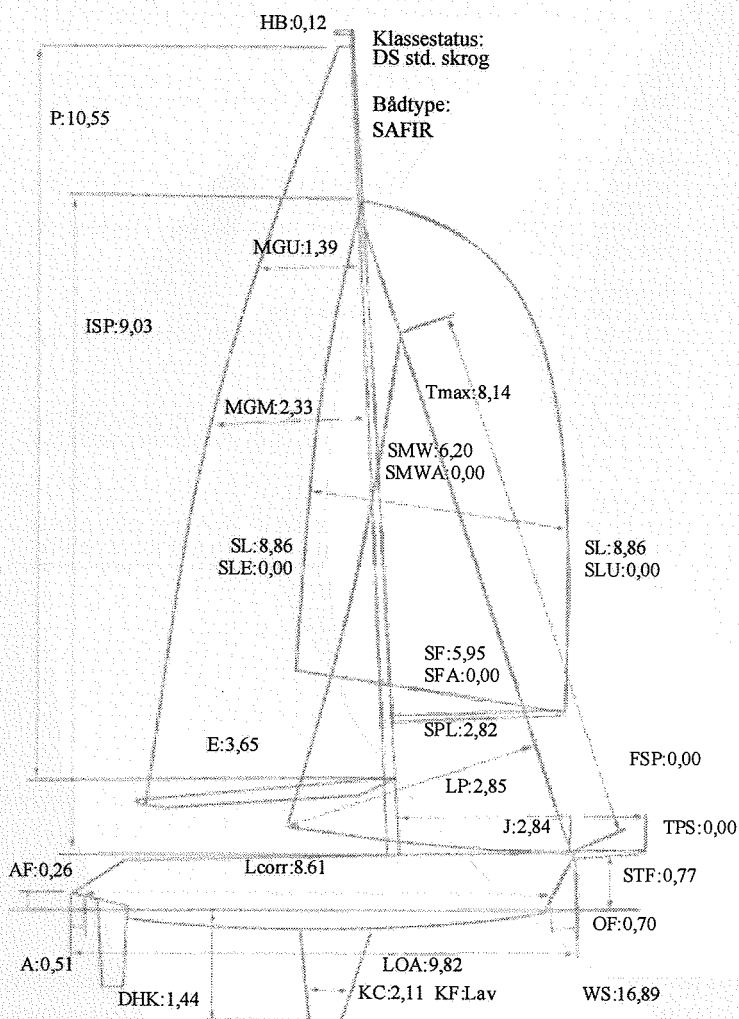 HB:0,12
Klassestatus:
DS std. skrog
Bådtype:
SAFIR
P:10,55
MGU:1,39
ISP:9,03
Tmax:8,14
MGM:2,33
SMW:6,20
SMWA:0,00
SL:8,86
SLE:0,00
SL:8,86
SLU:0,00
SF:5,95
SFA:0,00
SPL:2,82
E:3,65
FSP:0,00
LP:2,85
J:2,84
TPS:0,00
AF:0,26
Lcorr:8.61
STF:0,77
OF:0,70
A:0,51
LOA:9,82
DHK:1,44
KC:2,11 KF:Lav
WS:16,89